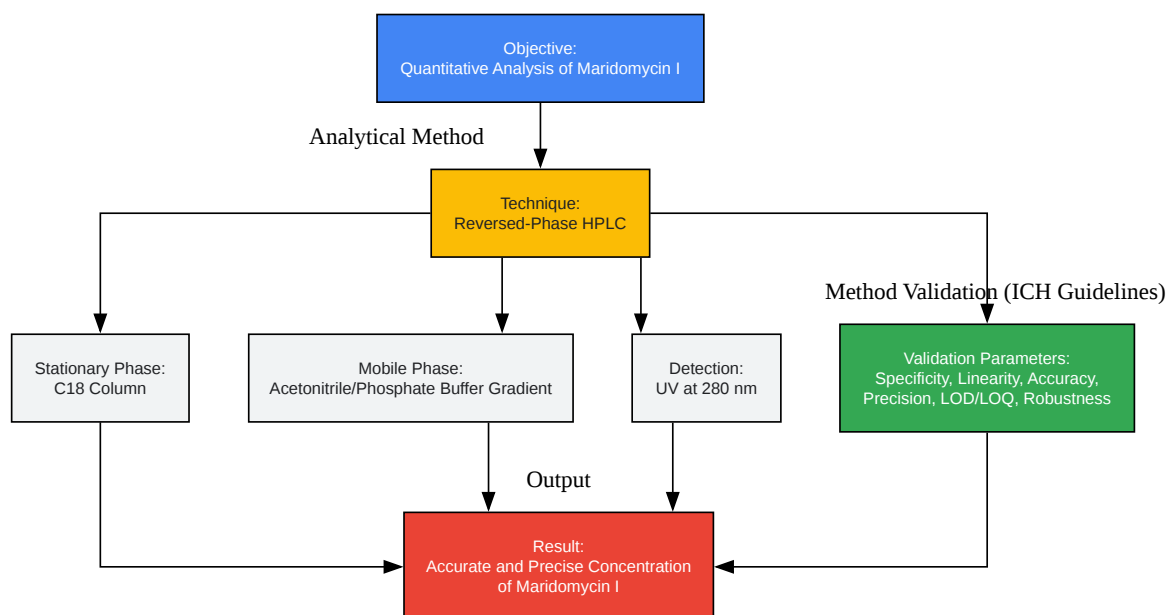 Objective:
Quantitative Analysis of Maridomycin I
Analytical Method
Technique:
Reversed-Phase HPLC
Method Validation (ICH Guidelines)
Stationary Phase:
C18 Column
Mobile Phase:
Acetonitrile/Phosphate Buffer Gradient
Detection:
UV at 280 nm
Validation Parameters:
Specificity, Linearity, Accuracy,
Precision, LOD/LOQ, Robustness
Output
Result:
Accurate and Precise Concentration
of Maridomycin I